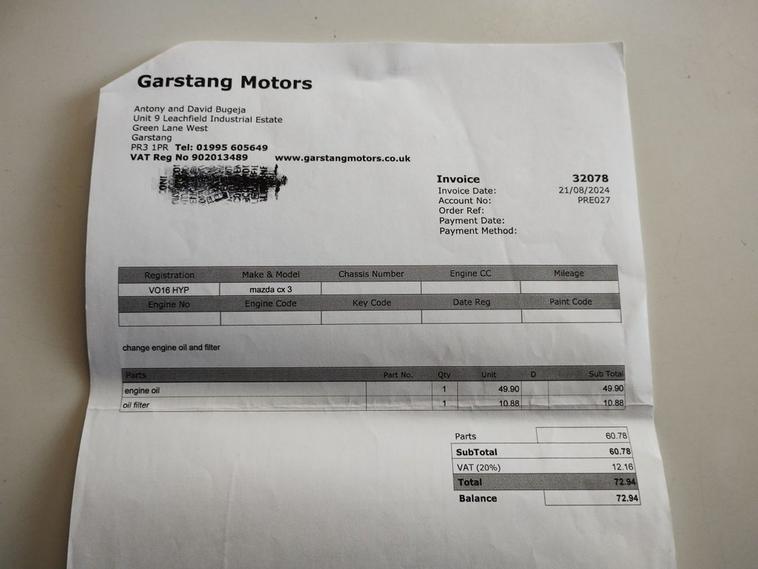 Garstang Motors
Antony and David Bugeja
Unit 9 Leachfield Industrial Estate
Green Lane West
Garstang
PR3 1PR Tel: 01995 605649
VAT Reg No 902013489 www.garstangmotors.co.uk
Invoice 32078
Invoice Date: 21/08/2024
Account No: PRE027
Order Ref:
Payment Date:
Payment Method:
Registration Make & Model Chassis Number Engine CC Mileage
VO16 HYP mazda cx 3
Engine No Engine Code Key Code Date Reg Paint Code
change engine oil and filter
Parts Part No. Qty Unit D Sub Total
engine oil 1 49.90 49.90
oil filter 1 10.88 10.88
Parts 60.78
SubTotal 60.78
VAT (20%) 12.16
Total 72.94
Balance 72.94